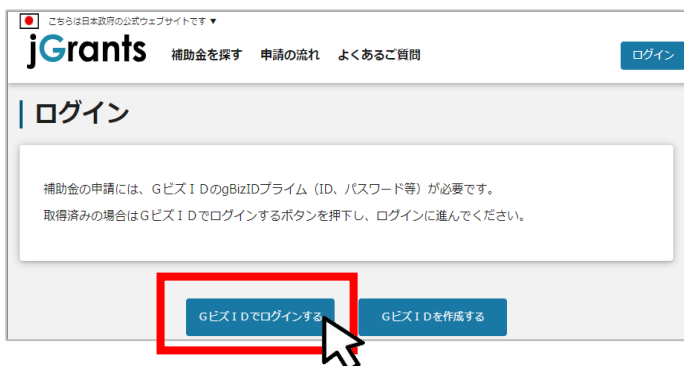 こちらは日本政府の公式ウェブサイトです ▼
jGrants 補助金を探す 申請の流れ よくあるご質問 ログイン
ログイン
補助金の申請には、GビズIDのgBizIDプライム（ID、パスワード等）が必要です。
取得済みの場合はGビズIDでログインするボタンを押下し、ログインに進んでください。
GビズIDでログインする GビズIDを作成する